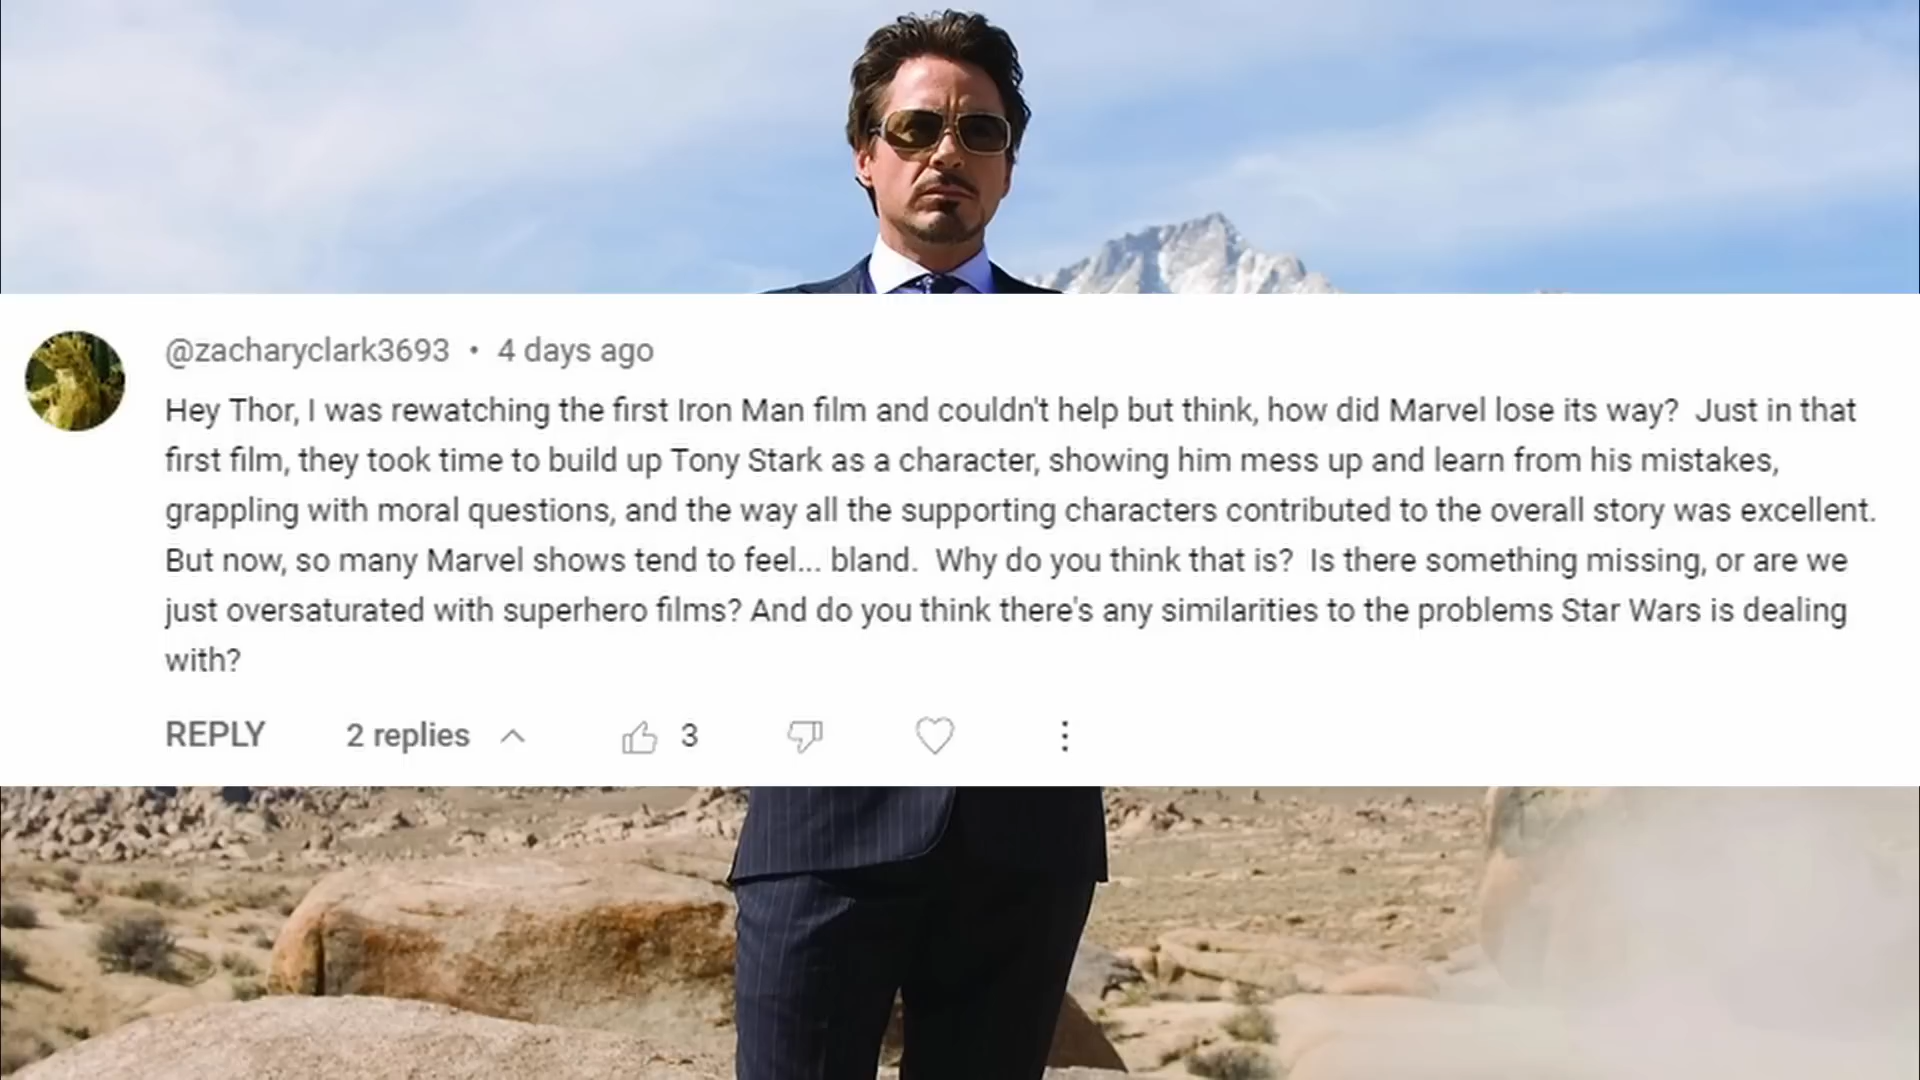 @zacharyclark3693 • 4 days ago
Hey Thor, I was rewatching the first Iron Man film and couldn't help but think, how did Marvel lose its way?  Just in that
first film, they took time to build up Tony Stark as a character, showing him mess up and learn from his mistakes,
grappling with moral questions, and the way all the supporting characters contributed to the overall story was excellent.
But now, so many Marvel shows tend to feel... bland.  Why do you think that is?  Is there something missing, or are we
just oversaturated with superhero films? And do you think there's any similarities to the problems Star Wars is dealing
with?
REPLY 2 replies 3